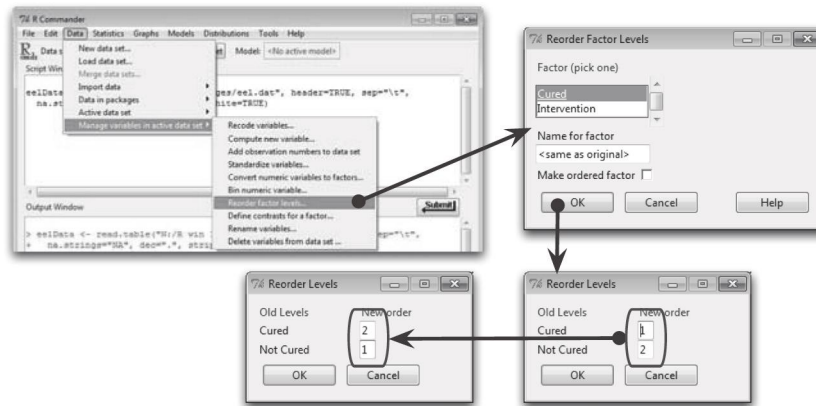 R Commander
File Edit Data Statistics Graphs Models Distributions Tools Help
Data s
New data set...
Load data set...
Merge data sets...
Import data
Data in packages
Active data set
Manage variables in active data set
Model: <No active model>
Script Win
eelData ges/eel.dat", header=TRUE, sep="\t",
na.st ite=TRUE)
Recode variables...
Compute new variable...
Add observation numbers to data set
Standardize variables...
Convert numeric variables to factors...
Bin numeric variable...
Reorder factor levels...
Define contrasts for a factor...
Rename variables...
Delete variables from data set ...
Output Window
Submit
> eelData <- read.table("N:/R win ep="\t",
+ na.strings="NA", dec=".", strip
Reorder Factor Levels
Factor (pick one)
Cured
Intervention
Name for factor
<same as original>
Make ordered factor
OK Cancel Help
Reorder Levels
Old Levels New order
Cured 2
Not Cured 1
OK Cancel
Reorder Levels
Old Levels New order
Cured 1
Not Cured 2
OK Cancel